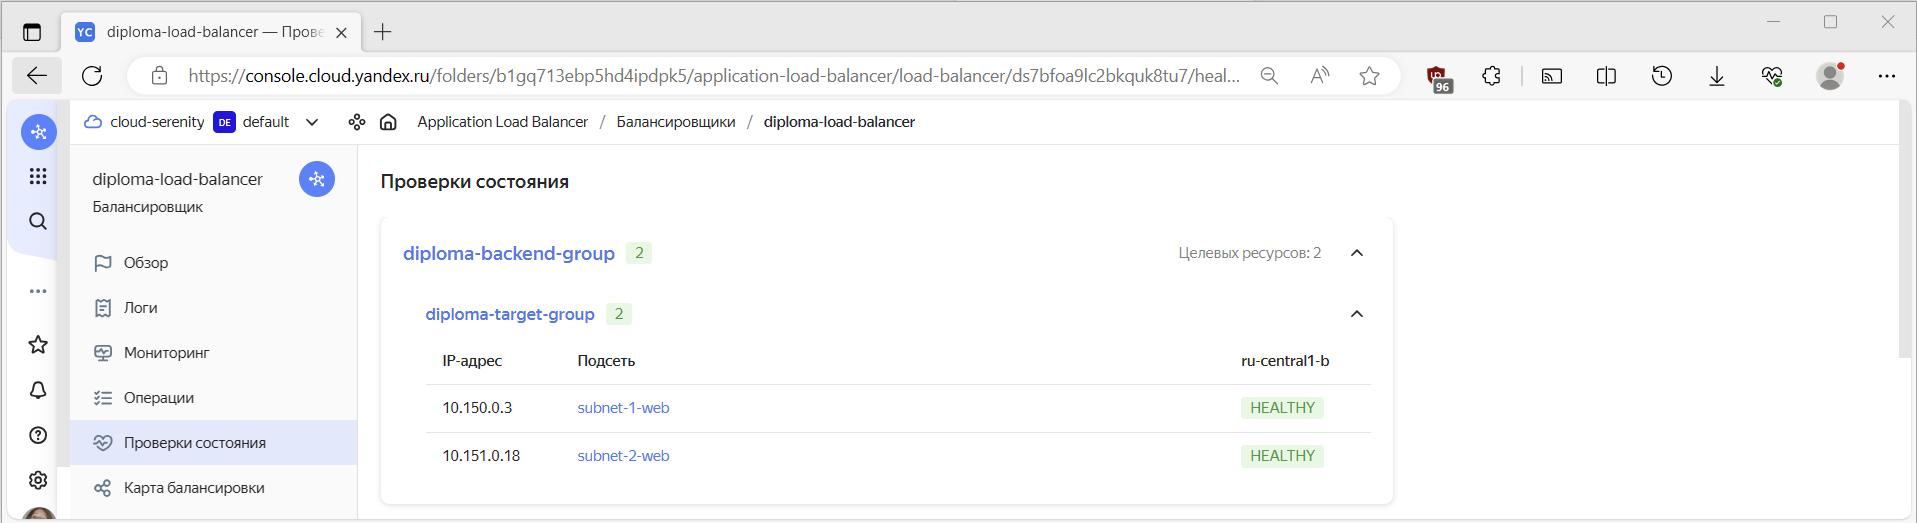 YC diploma-load-balancer — Прове
https://console.cloud.yandex.ru/folders/b1gq713ebp5hd4ipdpk5/application-load-balancer/load-balancer/ds7bfoa9lc2bkquk8tu7/heal...
96
cloud-serenity DE default Application Load Balancer / Балансировщики / diploma-load-balancer
diploma-load-balancer
Балансировщик
Обзор
Логи
Мониторинг
Операции
Проверки состояния
Карта балансировки
Проверки состояния
diploma-backend-group 2 Целевых ресурсов: 2
diploma-target-group 2
IP-адрес Подсеть ru-central1-b
10.150.0.3 subnet-1-web HEALTHY
10.151.0.18 subnet-2-web HEALTHY